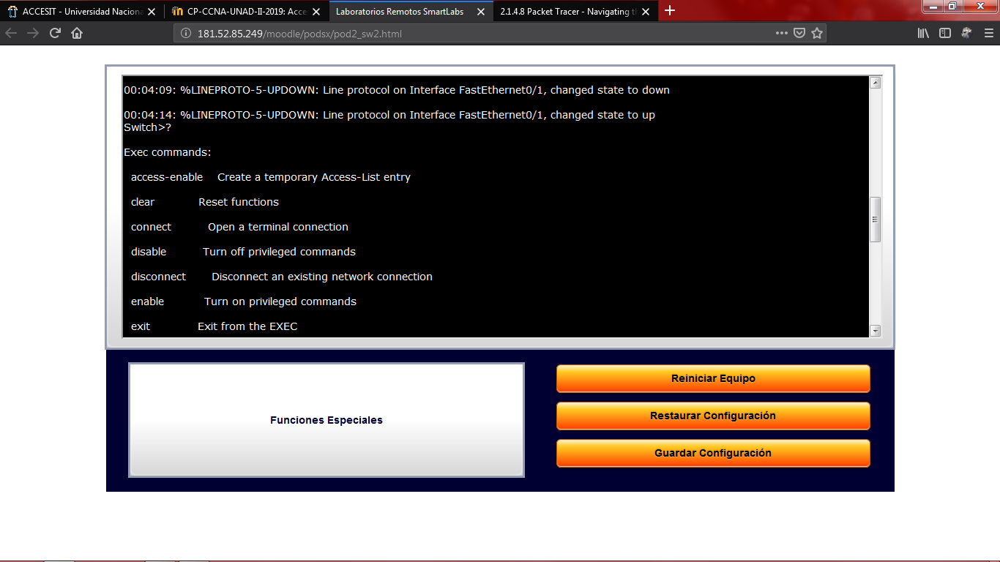 ACCESIT - Universidad Naciona
CP-CCNA-UNAD-II-2019: Acce
Laboratorios Remotos SmartLabs
2.1.4.8 Packet Tracer - Navigating t
181.52.85.249/moodle/podsx/pod2_sw2.html
00:04:09: %LINEPROTO-5-UPDOWN: Line protocol on Interface FastEthernet0/1, changed state to down
00:04:14: %LINEPROTO-5-UPDOWN: Line protocol on Interface FastEthernet0/1, changed state to up
Switch>?
Exec commands:
access-enable Create a temporary Access-List entry
clear Reset functions
connect Open a terminal connection
disable Turn off privileged commands
disconnect Disconnect an existing network connection
enable Turn on privileged commands
exit Exit from the EXEC
Funciones Especiales
Reiniciar Equipo
Restaurar Configuración
Guardar Configuración